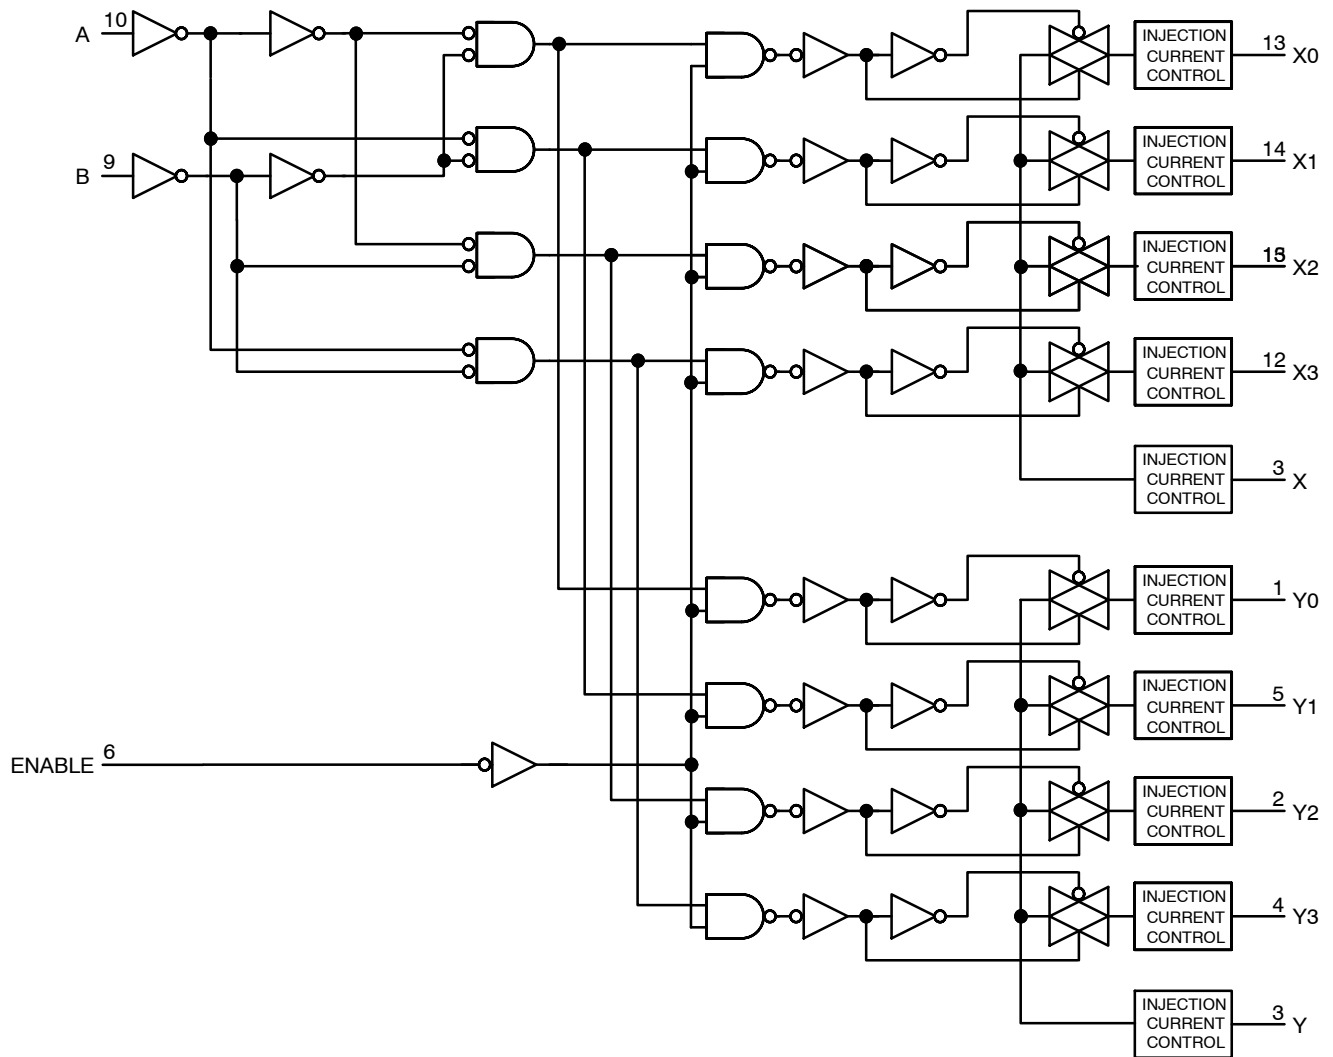 A 10
INJECTION
CURRENT
CONTROL
13 X0
INJECTION
CURRENT
CONTROL
14 X1
B 9
INJECTION
CURRENT
CONTROL
X2
INJECTION
CURRENT
CONTROL
12 X3
INJECTION
CURRENT
CONTROL
3 X
INJECTION
CURRENT
CONTROL
1 Y0
INJECTION
CURRENT
CONTROL
5 Y1
ENABLE 6
INJECTION
CURRENT
CONTROL
2 Y2
INJECTION
CURRENT
CONTROL
4 Y3
INJECTION
CURRENT
CONTROL
3 Y